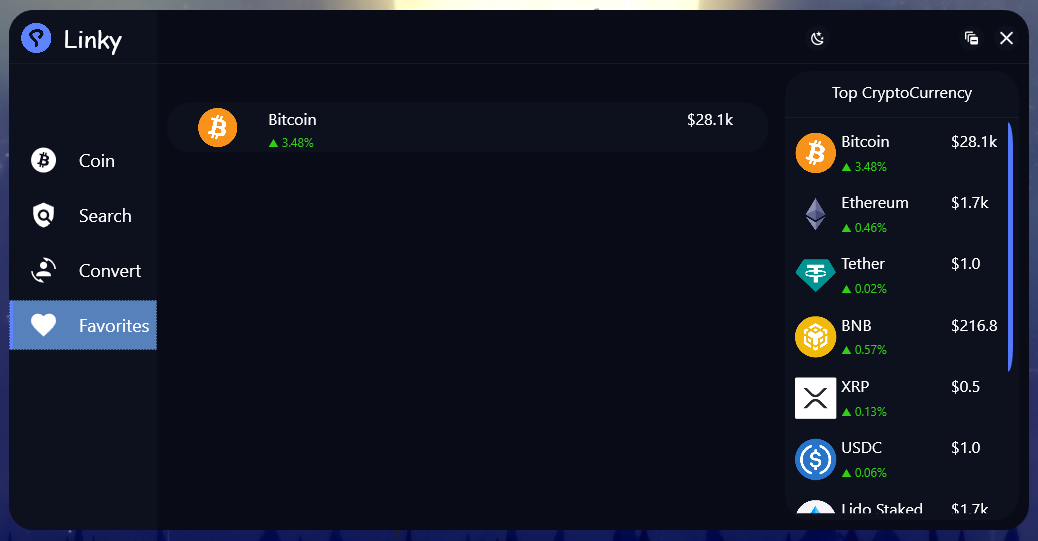 Linky
Coin
Search
Convert
Favorites
Bitcoin
$28.1k
▲ 3.48%
Top CryptoCurrency
Bitcoin
$28.1k
▲ 3.48%
Ethereum
$1.7k
▲ 0.46%
Tether
$1.0
▲ 0.02%
BNB
$216.8
▲ 0.57%
XRP
$0.5
▲ 0.13%
USDC
$1.0
▲ 0.06%
Lido Staked
$1.7k